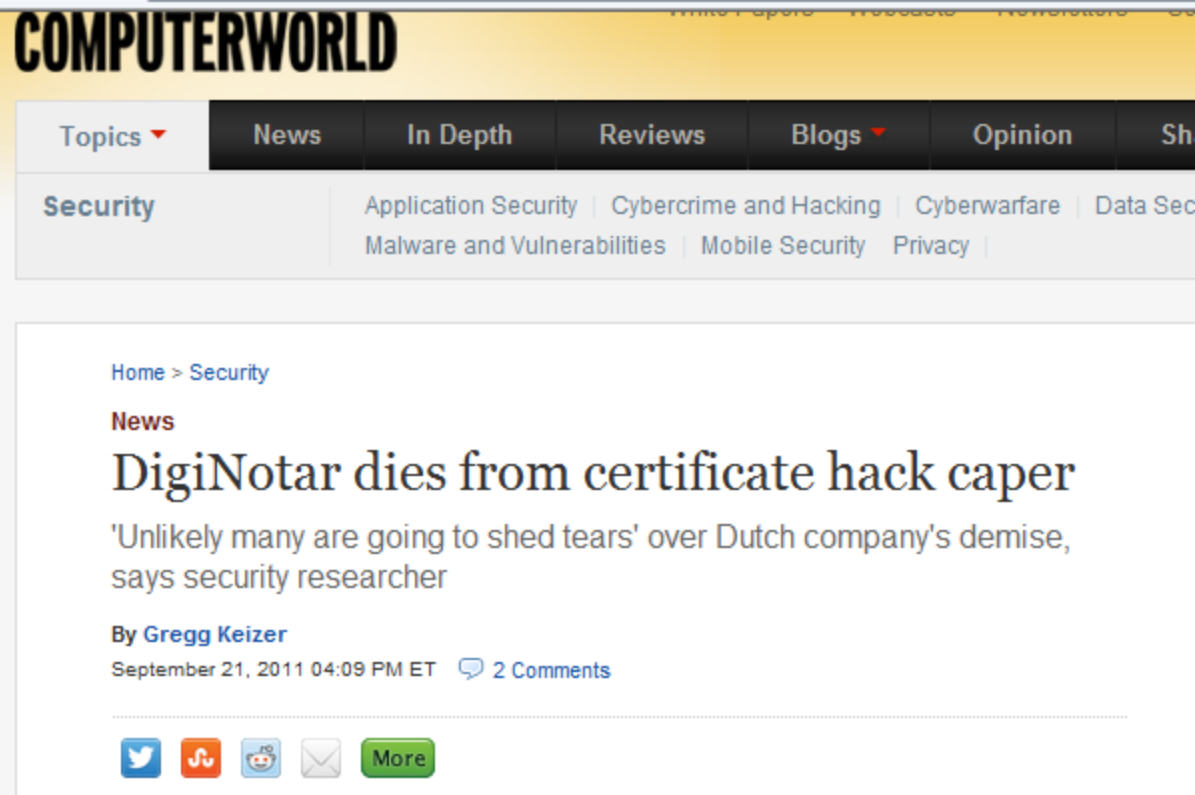 COMPUTERWORLD
Topics News In Depth Reviews Blogs Opinion
Security
Application Security | Cybercrime and Hacking | Cyberwarfare | Data
Malware and Vulnerabilities | Mobile Security Privacy |
Home > Security
News
DigiNotar dies from certificate hack caper
'Unlikely many are going to shed tears' over Dutch company's demise,
says security researcher
By Gregg Keizer
September 21, 2011 04:09 PM ET 2 Comments
More